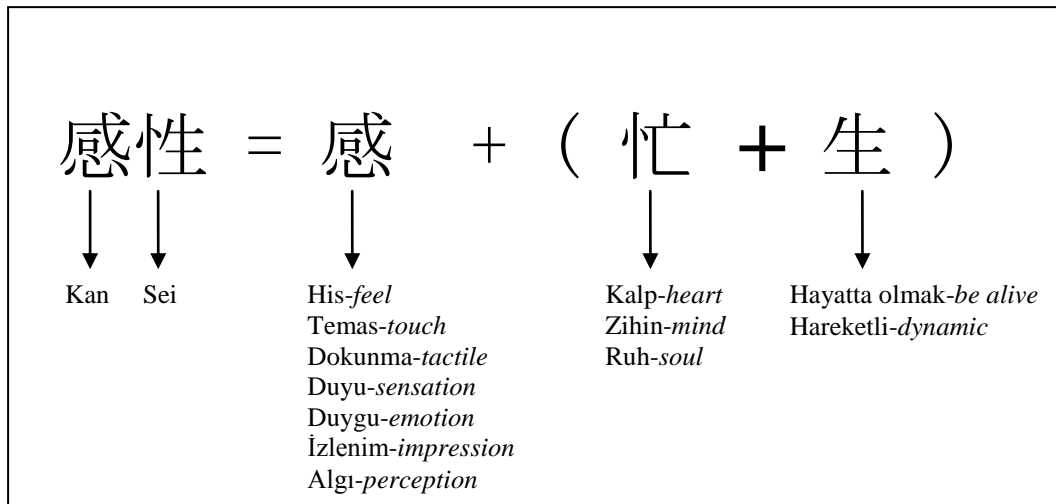 感性 = 感 + ( 忙 + 生 )
Kan Sei
His-feel
Temas-touch
Dokunma-tactile
Duyu-sensation
Duygu-emotion
İzlenim-impression
Algı-perception
Kalp-heart
Zihin-mind
Ruh-soul
Hayatta olmak-be alive
Hareketli-dynamic